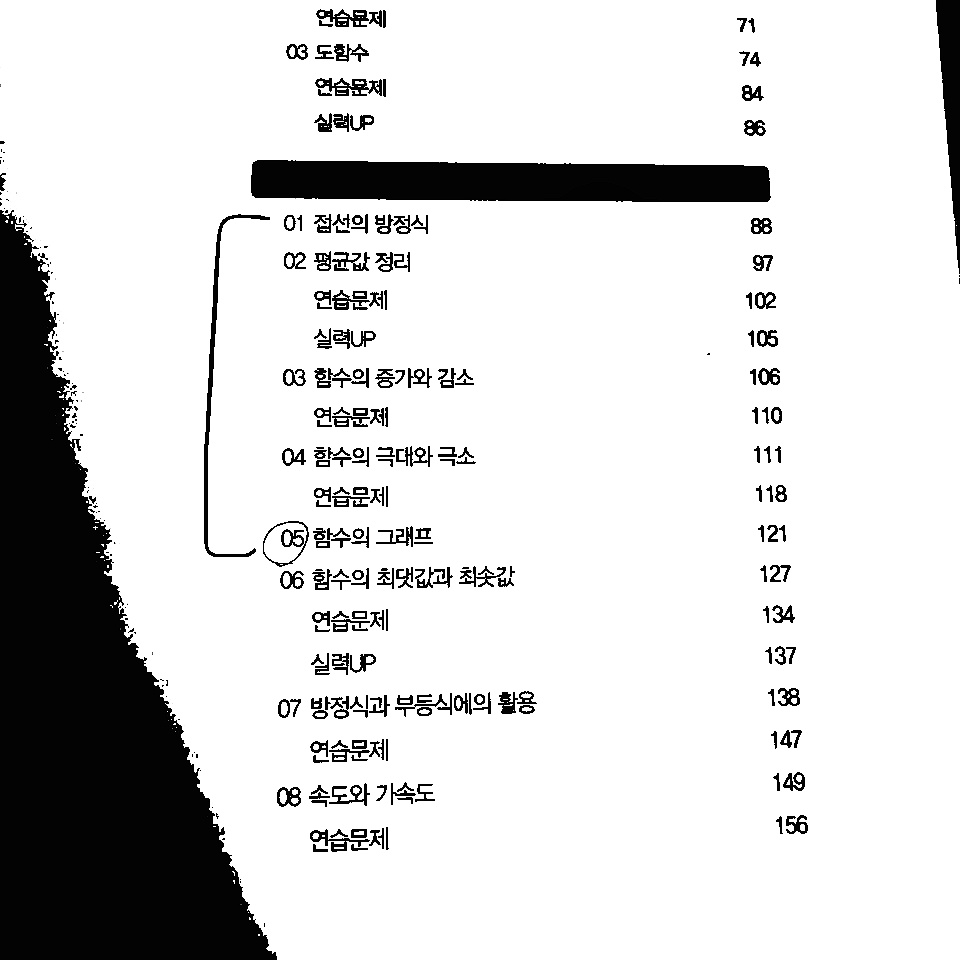 연습문제 71
03 도함수 74
연습문제 84
실력UP 86
01 접선의 방정식 88
02 평균값 정리 97
연습문제 102
실력UP 105
03 함수의 증가와 감소 106
연습문제 110
04 함수의 극대와 극소 111
연습문제 118
05 함수의 그래프 121
06 함수의 최댓값과 최솟값 127
연습문제 134
실력UP 137
07 방정식과 부등식에의 활용 138
연습문제 147
08 속도와 가속도 149
연습문제 156